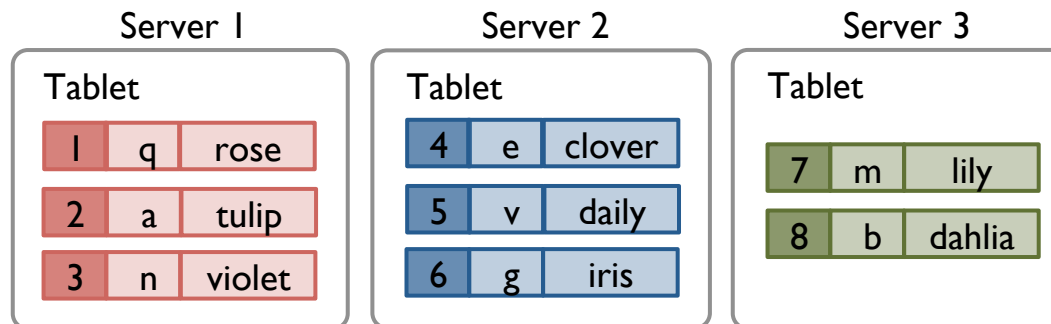 Server 1
Tablet
1 q rose
2 a tulip
3 n violet
Server 2
Tablet
4 e clover
5 v daily
6 g iris
Server 3
Tablet
7 m lily
8 b dahlia